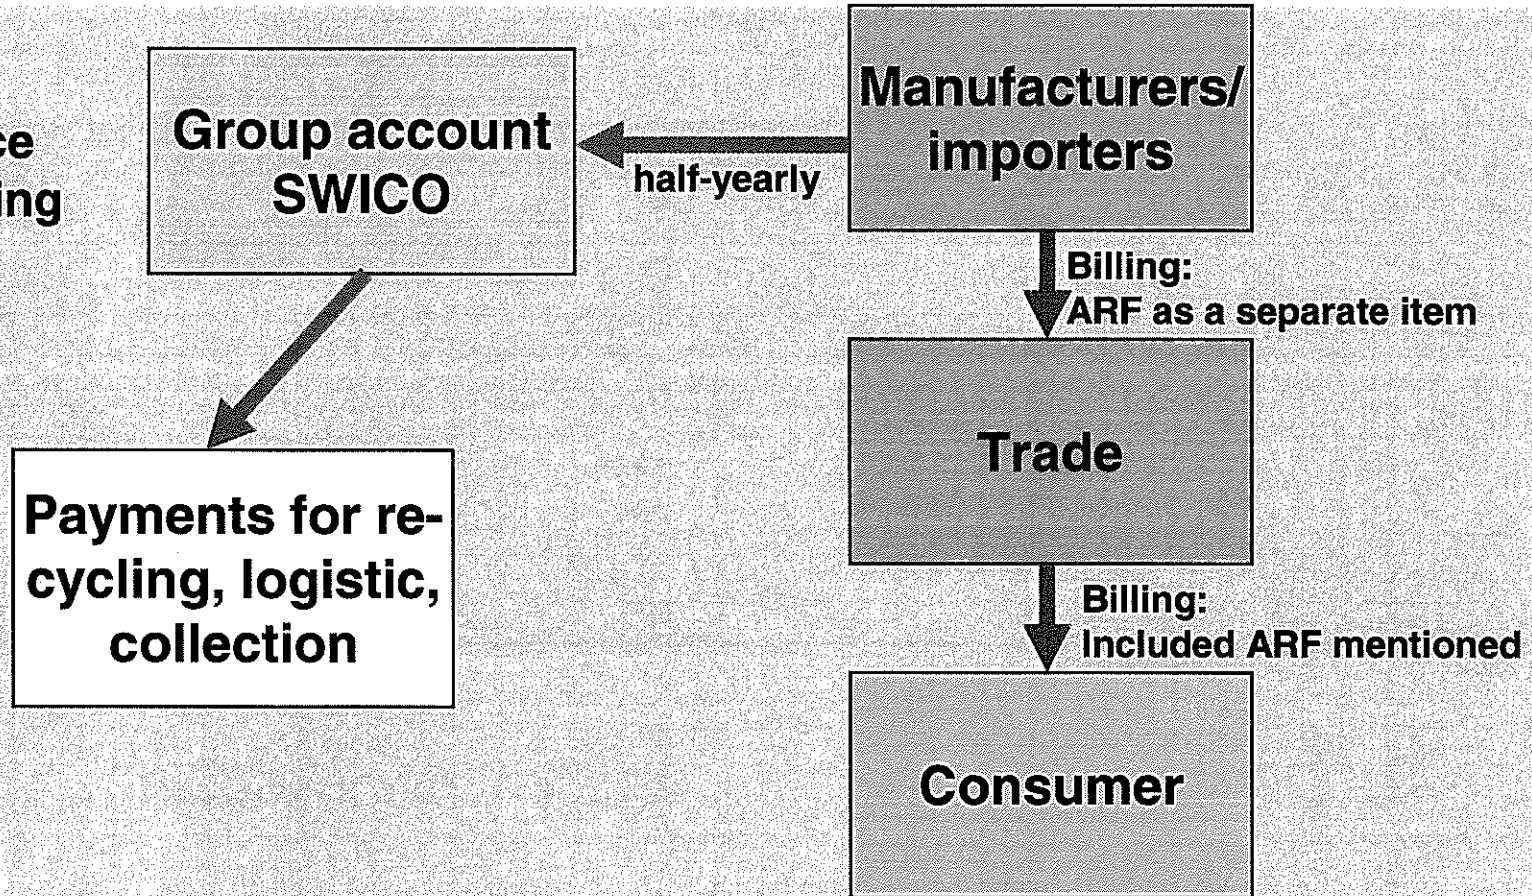 Group account
SWICO
Manufacturers/
importers
half-yearly
Billing:
ARF as a separate item
Trade
Payments for re-
cycling, logistic,
collection
Billing:
Included ARF mentioned
Consumer